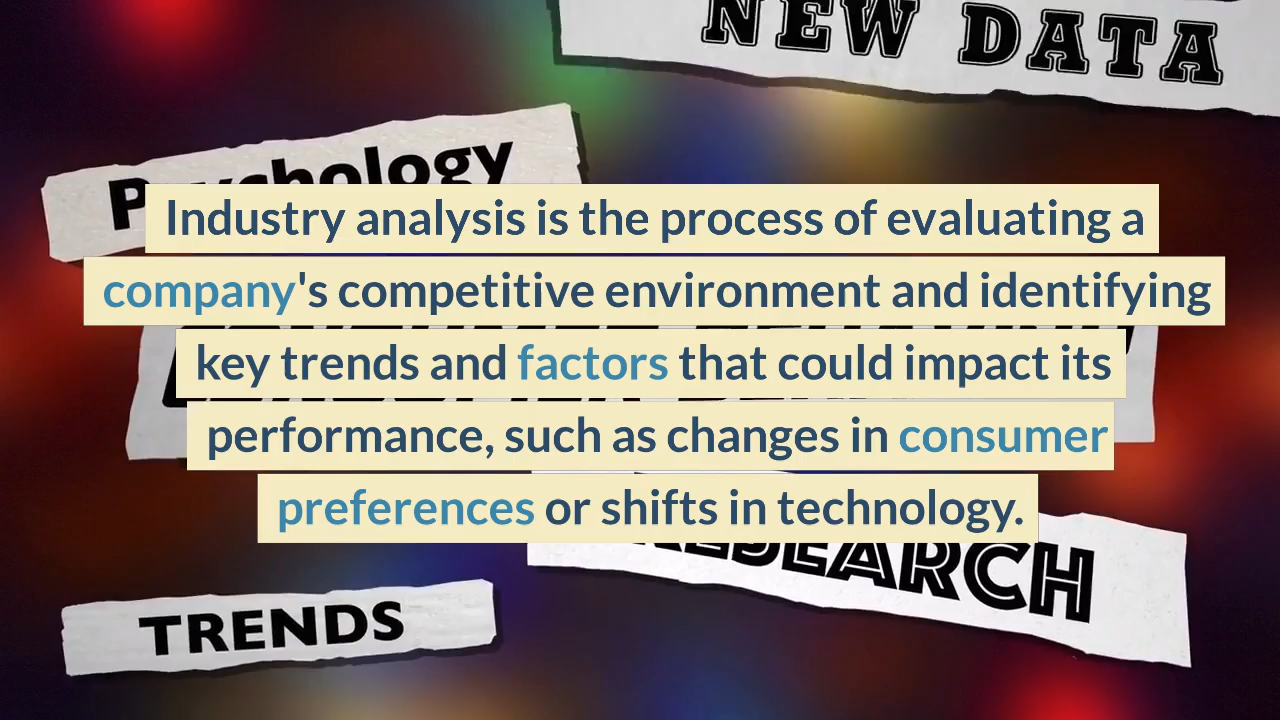 NEW DATA
Psychology
Industry analysis is the process of evaluating a
company's competitive environment and identifying
key trends and factors that could impact its
performance, such as changes in consumer
preferences or shifts in technology.
RESEARCH
TRENDS